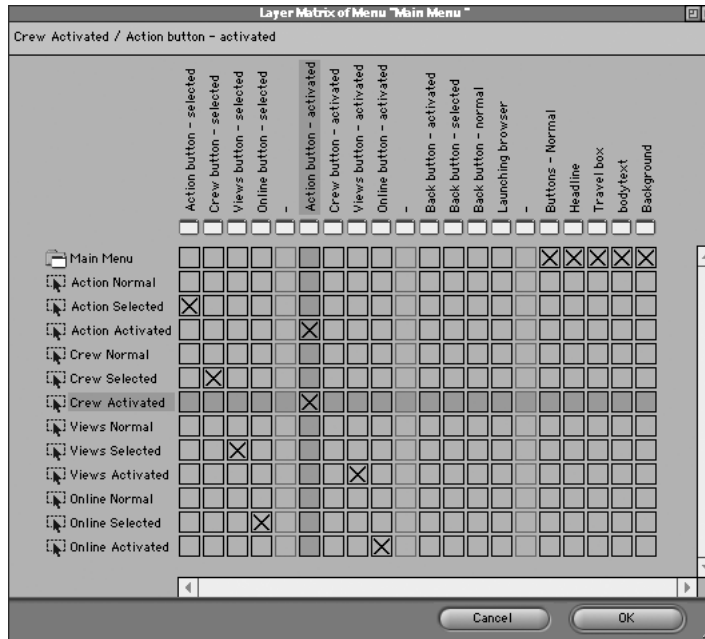 Layer Matrix of Menu "Main Menu "
Crew Activated / Action button - activated
Action button - selected
Crew button - selected
Views button - selected
Online button - selected
-
Action button - activated
Crew button - activated
Views button - activated
Online button - activated
-
Back button - activated
Back button - selected
Back button - normal
Launching browser
-
Buttons - Normal
Headline
Travel box
bodytext
Background
Main Menu
Action Normal
Action Selected
Action Activated
Crew Normal
Crew Selected
Crew Activated
Views Normal
Views Selected
Views Activated
Online Normal
Online Selected
Online Activated
Cancel
OK